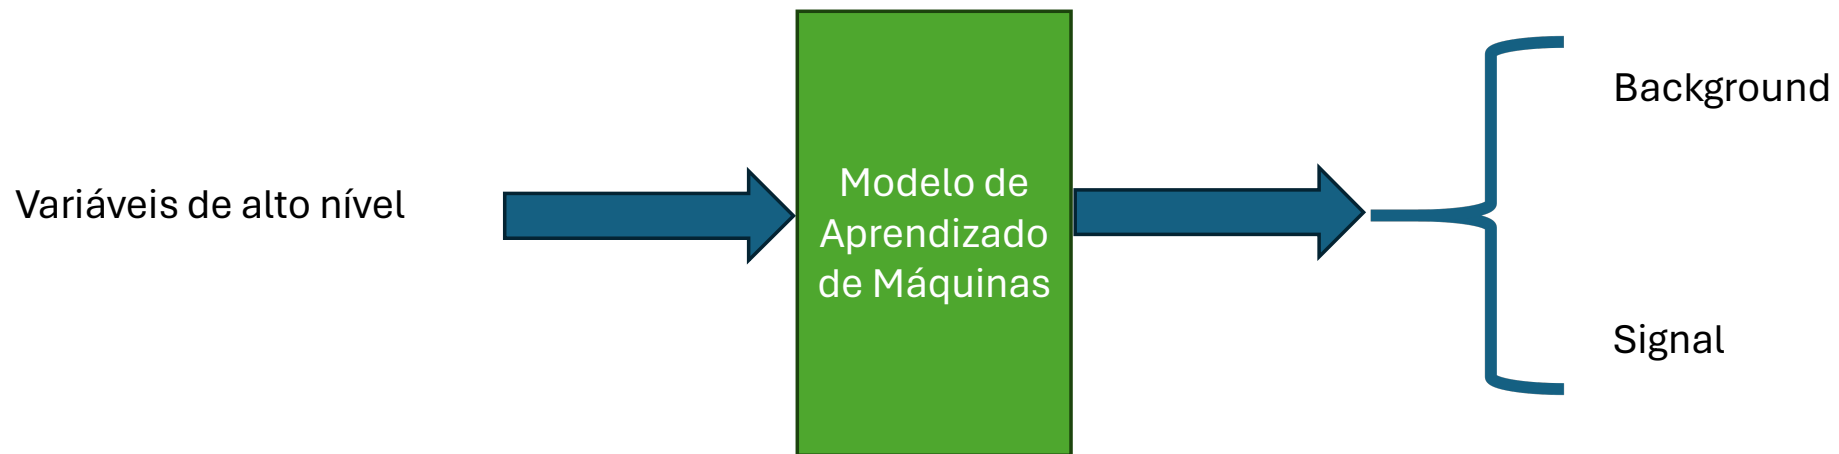 Variáveis de alto nível
Modelo de
Aprendizado
de Máquinas
Background
Signal